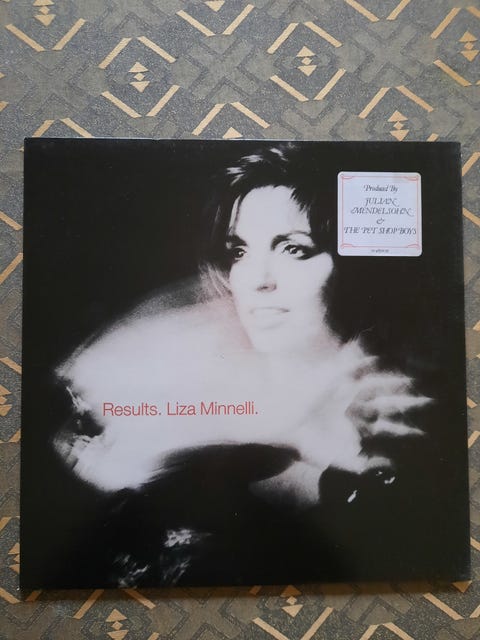 Produced By
JULIAN
MENDELSOHN
&
THE PET SHOP BOYS
Results. Liza Minnelli.